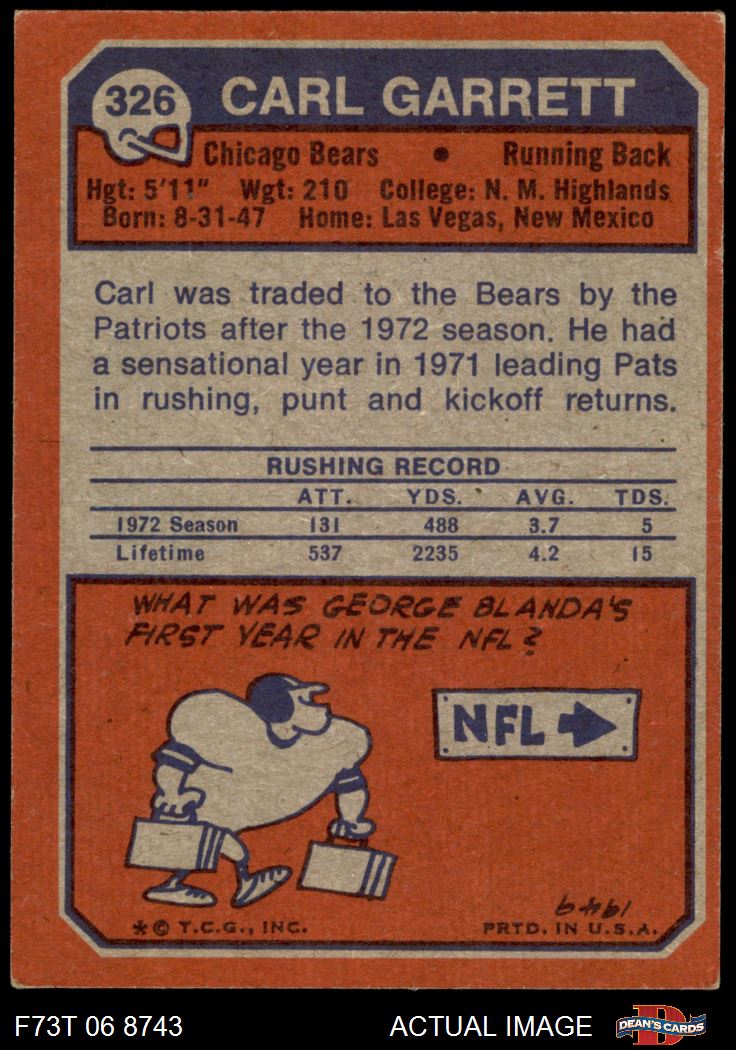 326 CARL GARRETT
Chicago Bears • Running Back
Hgt: 5'11" Wgt: 210 College: N. M. Highlands
Born: 8-31-47 Home: Las Vegas, New Mexico
Carl was traded to the Bears by the
Patriots after the 1972 season. He had
a sensational year in 1971 leading Pats
in rushing, punt and kickoff returns.
RUSHING RECORD
ATT. YDS. AVG. TDS.
1972 Season 131 488 3.7 5
Lifetime 537 2235 4.2 15
WHAT WAS GEORGE BLANDA'S
FIRST YEAR IN THE NFL?
NFL
1949
* © T.C.G., INC. PRTD. IN U.S.A.
F73T 06 8743 ACTUAL IMAGE D DEAN'S CARDS